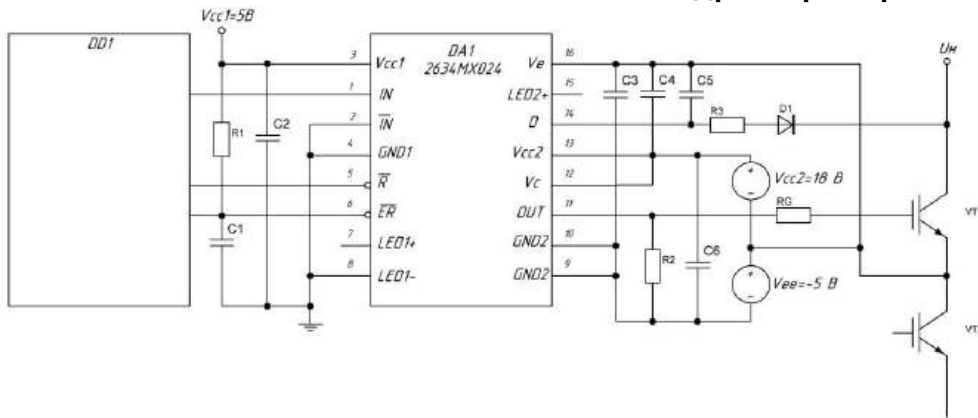 Vcc1=5В
DD1
DA1
2634МХ024
3
Vcc1
1
IN
2
IN
4
GND1
5
R
6
ER
7
LED1+
8
LED1-
Ve
16
LED2+
15
D
14
Vcc2
13
Vc
12
OUT
11
GND2
10
GND2
9
R1
C2
C1
C3
C4
C5
R3
D1
Uн
Vcc2=18 В
RG
VT
R2
C6
Vee=-5 В
VT